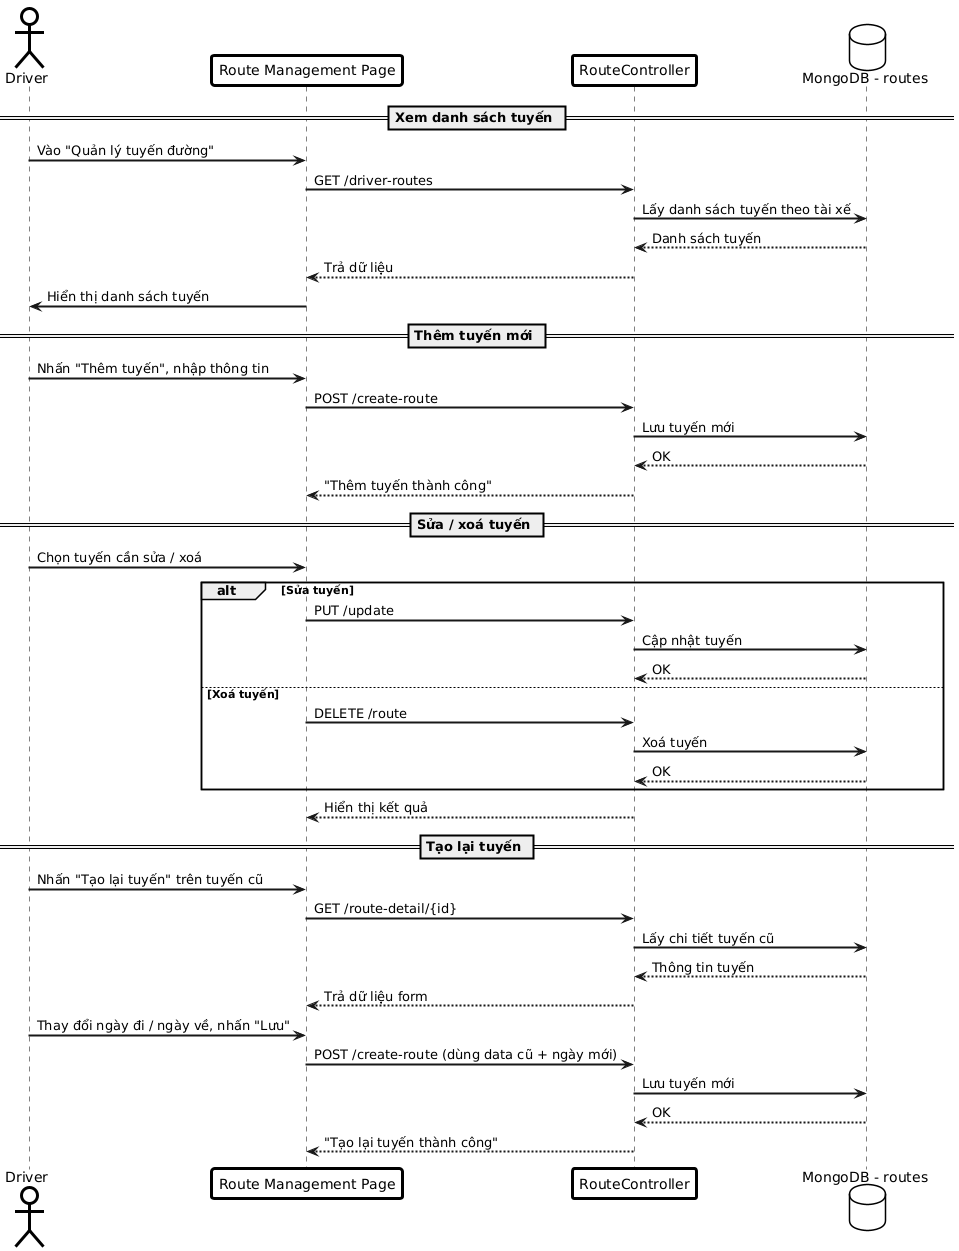 Driver
Route Management Page
RouteController
MongoDB - routes
Xem danh sách tuyến
Vào "Quản lý tuyến đường"
GET /driver-routes
Lấy danh sách tuyến theo tài xế
Danh sách tuyến
Trả dữ liệu
Hiển thị danh sách tuyến
Thêm tuyến mới
Nhấn "Thêm tuyến", nhập thông tin
POST /create-route
Lưu tuyến mới
OK
"Thêm tuyến thành công"
Sửa / xoá tuyến
Chọn tuyến cần sửa / xoá
alt [Sửa tuyến]
PUT /update
Cập nhật tuyến
OK
[Xoá tuyến]
DELETE /route
Xoá tuyến
OK
Hiển thị kết quả
Tạo lại tuyến
Nhấn "Tạo lại tuyến" trên tuyến cũ
GET /route-detail/{id}
Lấy chi tiết tuyến cũ
Thông tin tuyến
Trả dữ liệu form
Thay đổi ngày đi / ngày về, nhấn "Lưu"
POST /create-route (dùng data cũ + ngày mới)
Lưu tuyến mới
OK
"Tạo lại tuyến thành công"
Driver
Route Management Page
RouteController
MongoDB - routes